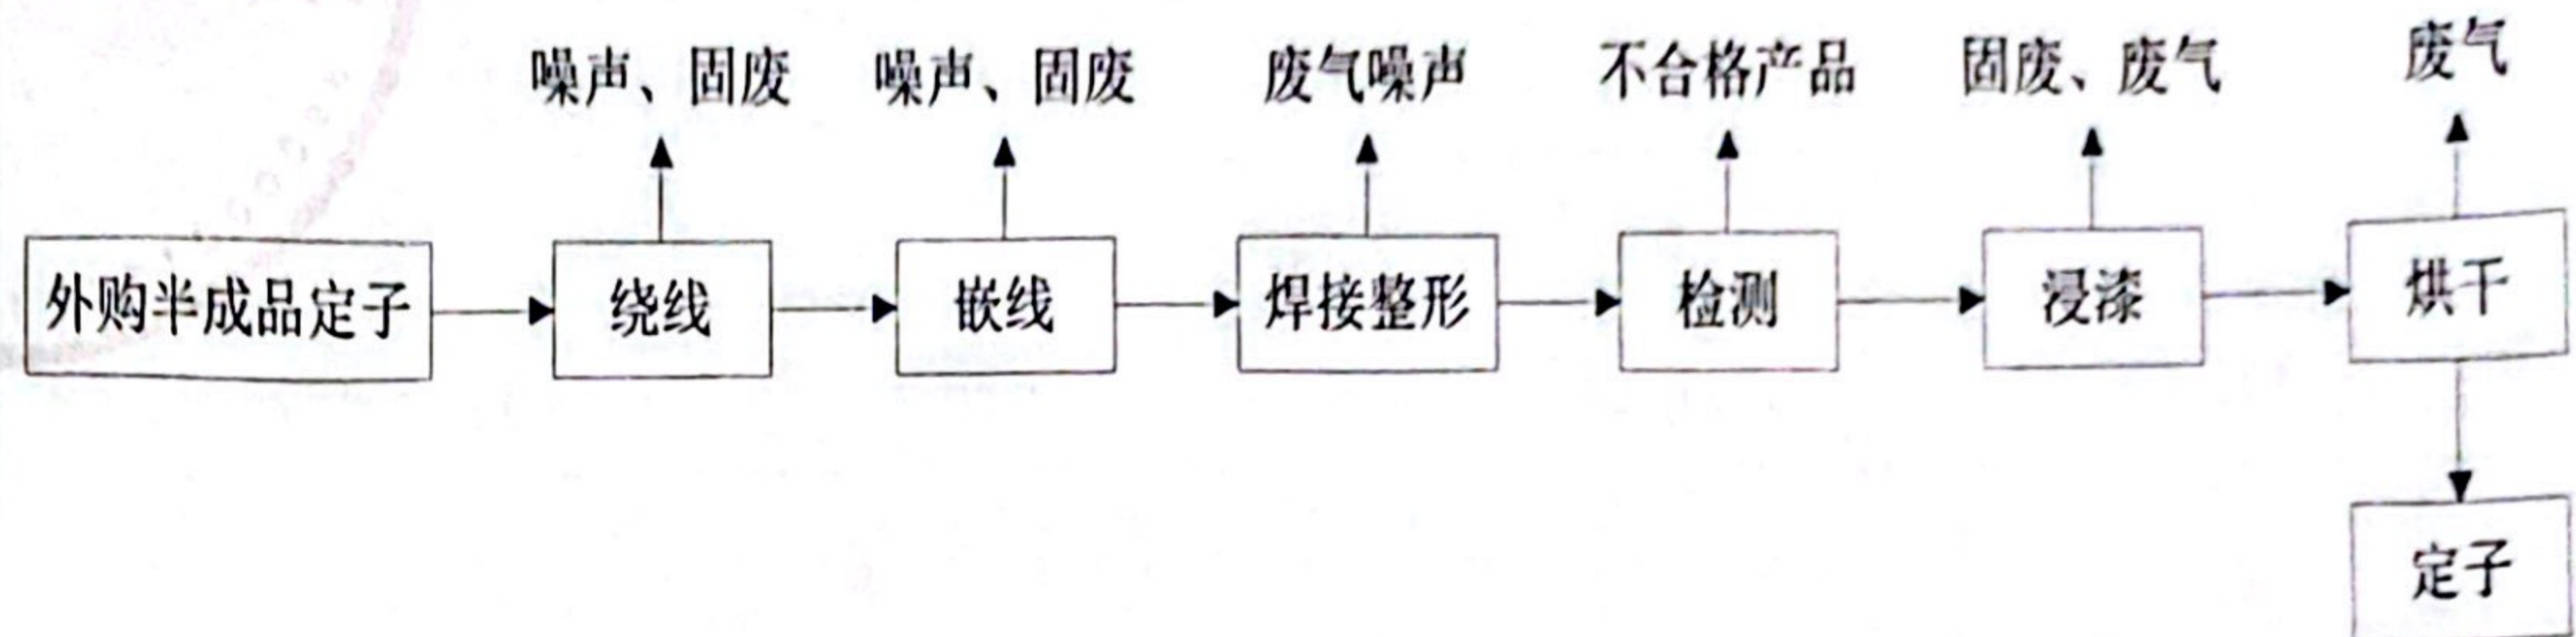 噪声、固废
噪声、固废
废气噪声
不合格产品
固废、废气
废气
外购半成品定子
绕线
嵌线
焊接整形
检测
浸漆
烘干
定子